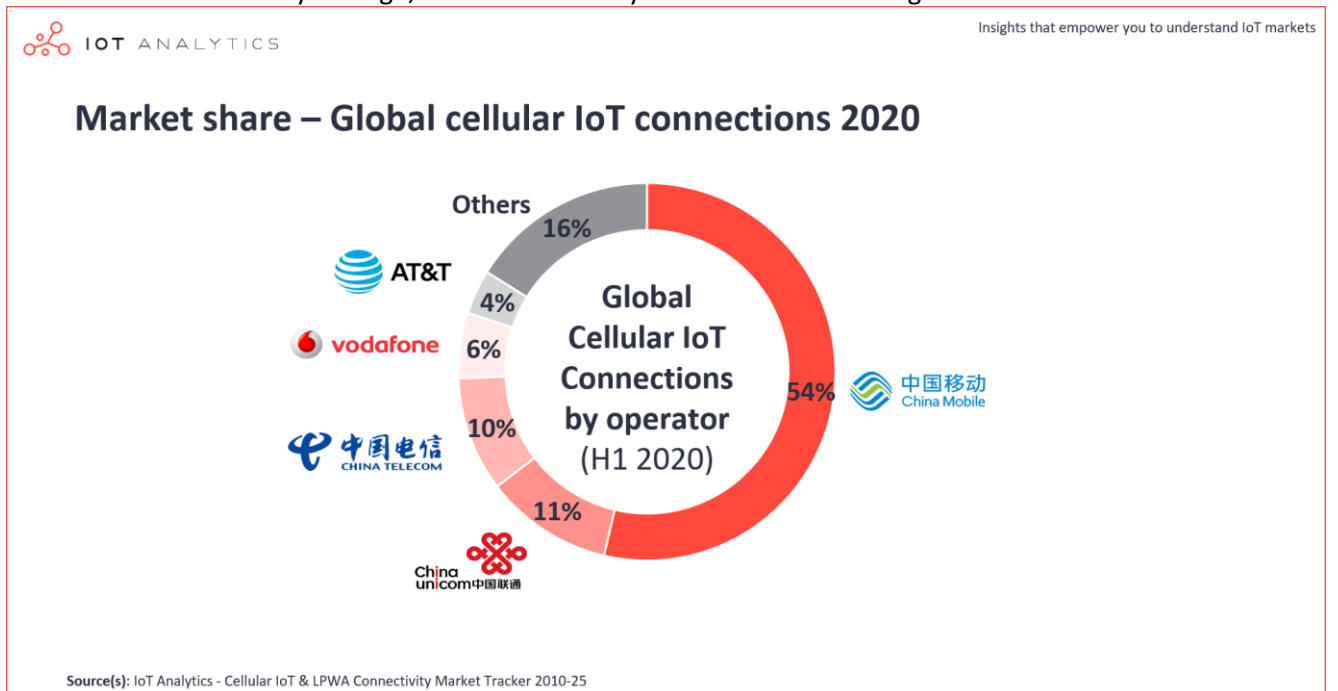 IOT ANALYTICS
Insights that empower you to understand IoT markets
Market share – Global cellular IoT connections 2020
Others
16%
AT&T
4%
vodafone
6%
中国电信
CHINA TELECOM
10%
China
unicom中国联通
11%
Global
Cellular IoT
Connections
by operator
(H1 2020)
54%
中国移动
China Mobile
Source(s): IoT Analytics - Cellular IoT & LPWA Connectivity Market Tracker 2010-25